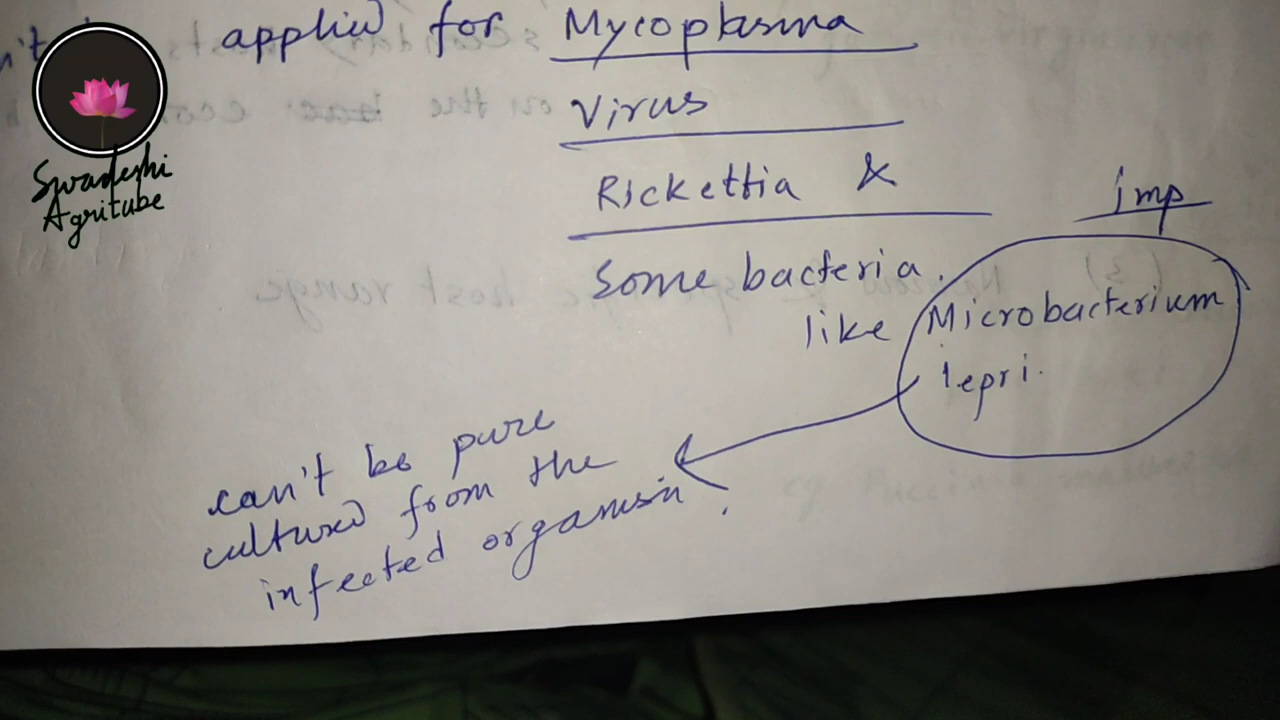 n't applied for Mycoplasma
Virus
Rickettia &
imp
Some bacteria.
like Microbacterium
lepri.
can't be pure
cultured from the
infected organism.
Swadeshi
Agritube